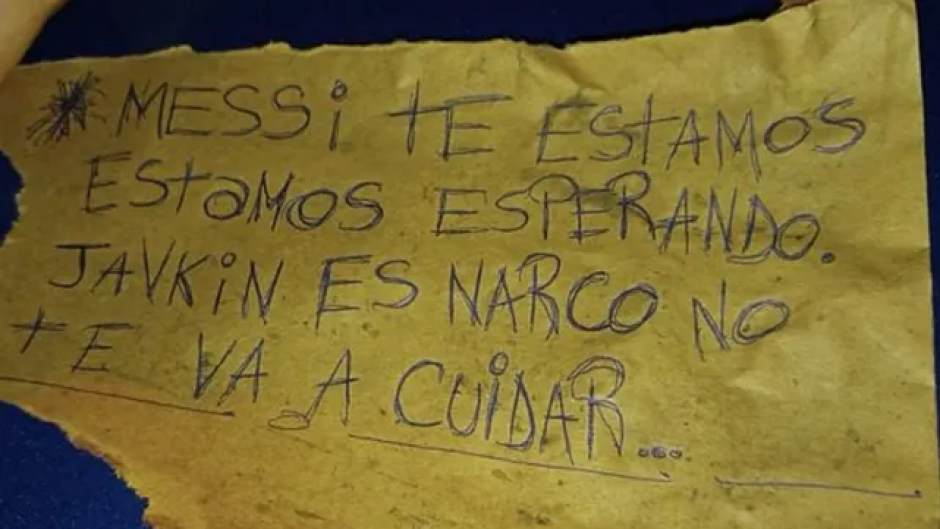 MESSi tE EStAMOS
EStaMOS ESPERANDO.
JAVKiN ES NARCO NO
tE VA A CUiDAR...